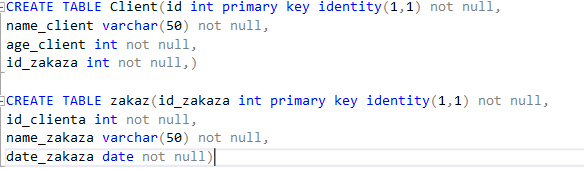 CREATE TABLE Client(id int primary key identity(1,1) not null,
name_client varchar(50) not null,
age_client int not null,
id_zakaza int not null,)
CREATE TABLE zakaz(id_zakaza int primary key identity(1,1) not null,
id_clienta int not null,
name_zakaza varchar(50) not null,
date_zakaza date not null)